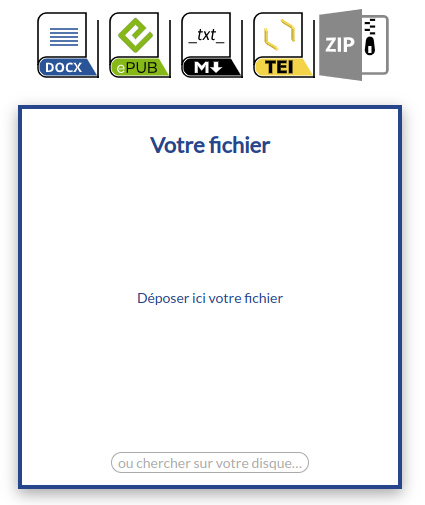 DOCX
ePUB
_txt_
M
TEI
ZIP
Votre fichier
Déposer ici votre fichier
ou chercher sur votre disque...